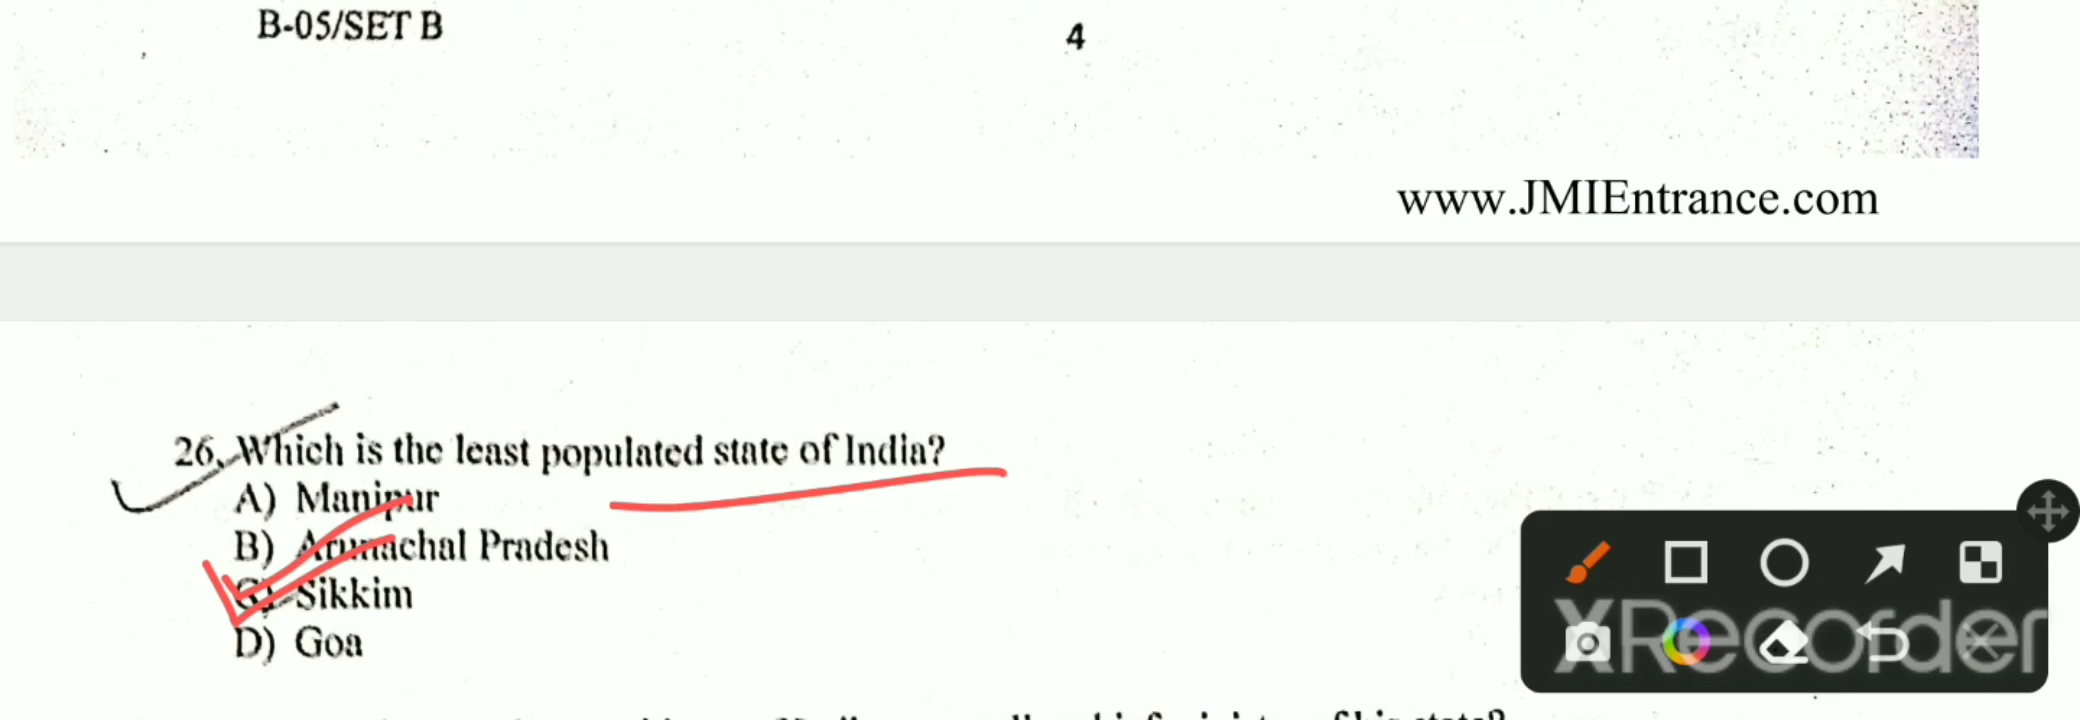 B-05/SET B
4
www.JMIEntrance.com
26. Which is the least populated state of India?
A) Manipur
B) Arunachal Pradesh
C) Sikkim
D) Goa
XRecorder